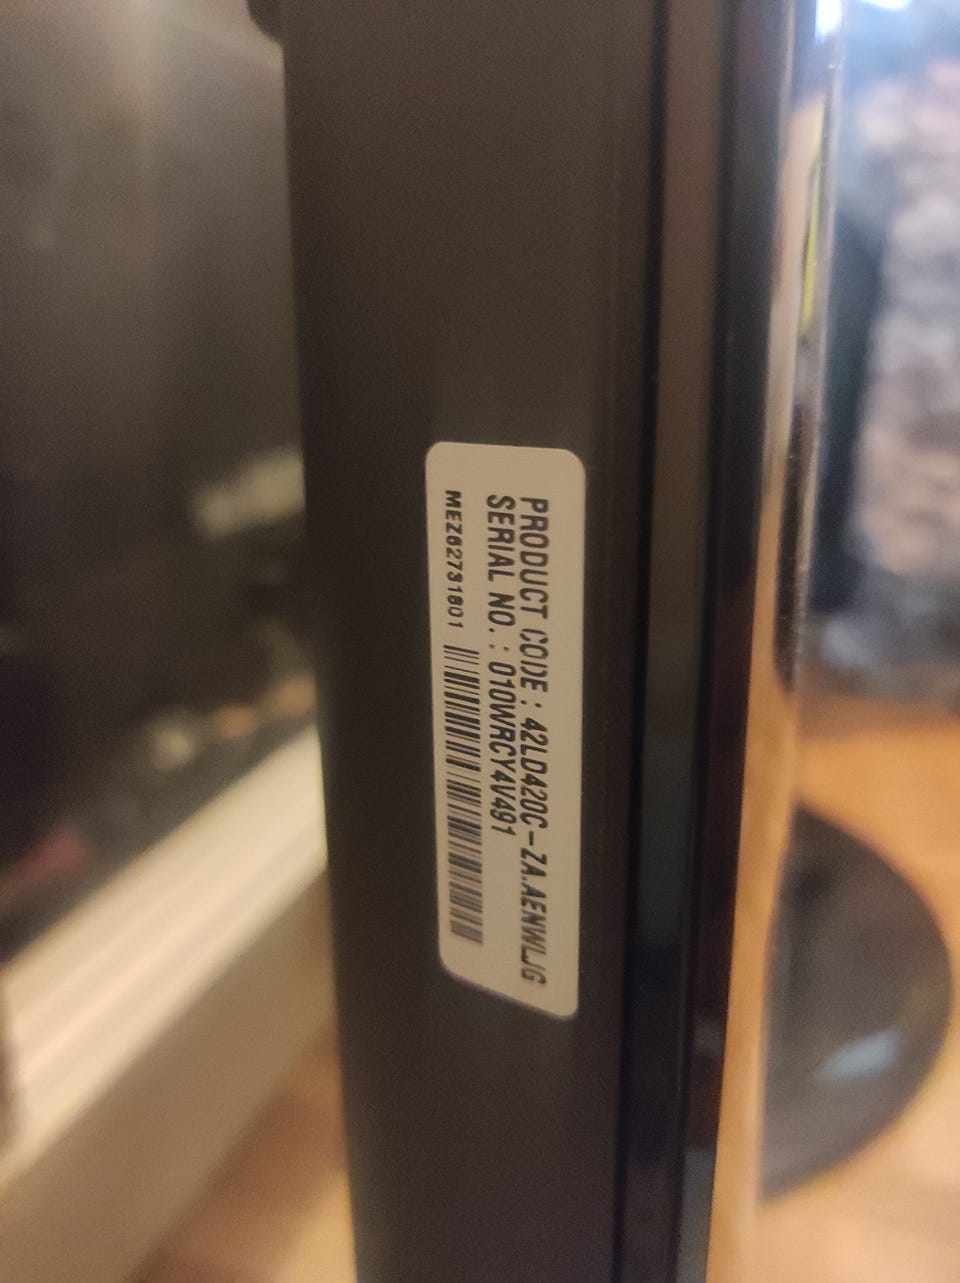 PRODUCT CODE : 42LD420C-ZA.AENWLJG
SERIAL NO. : 010WRCY4V491
MEZ62731801